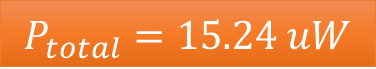 P_total = 15.24 uW